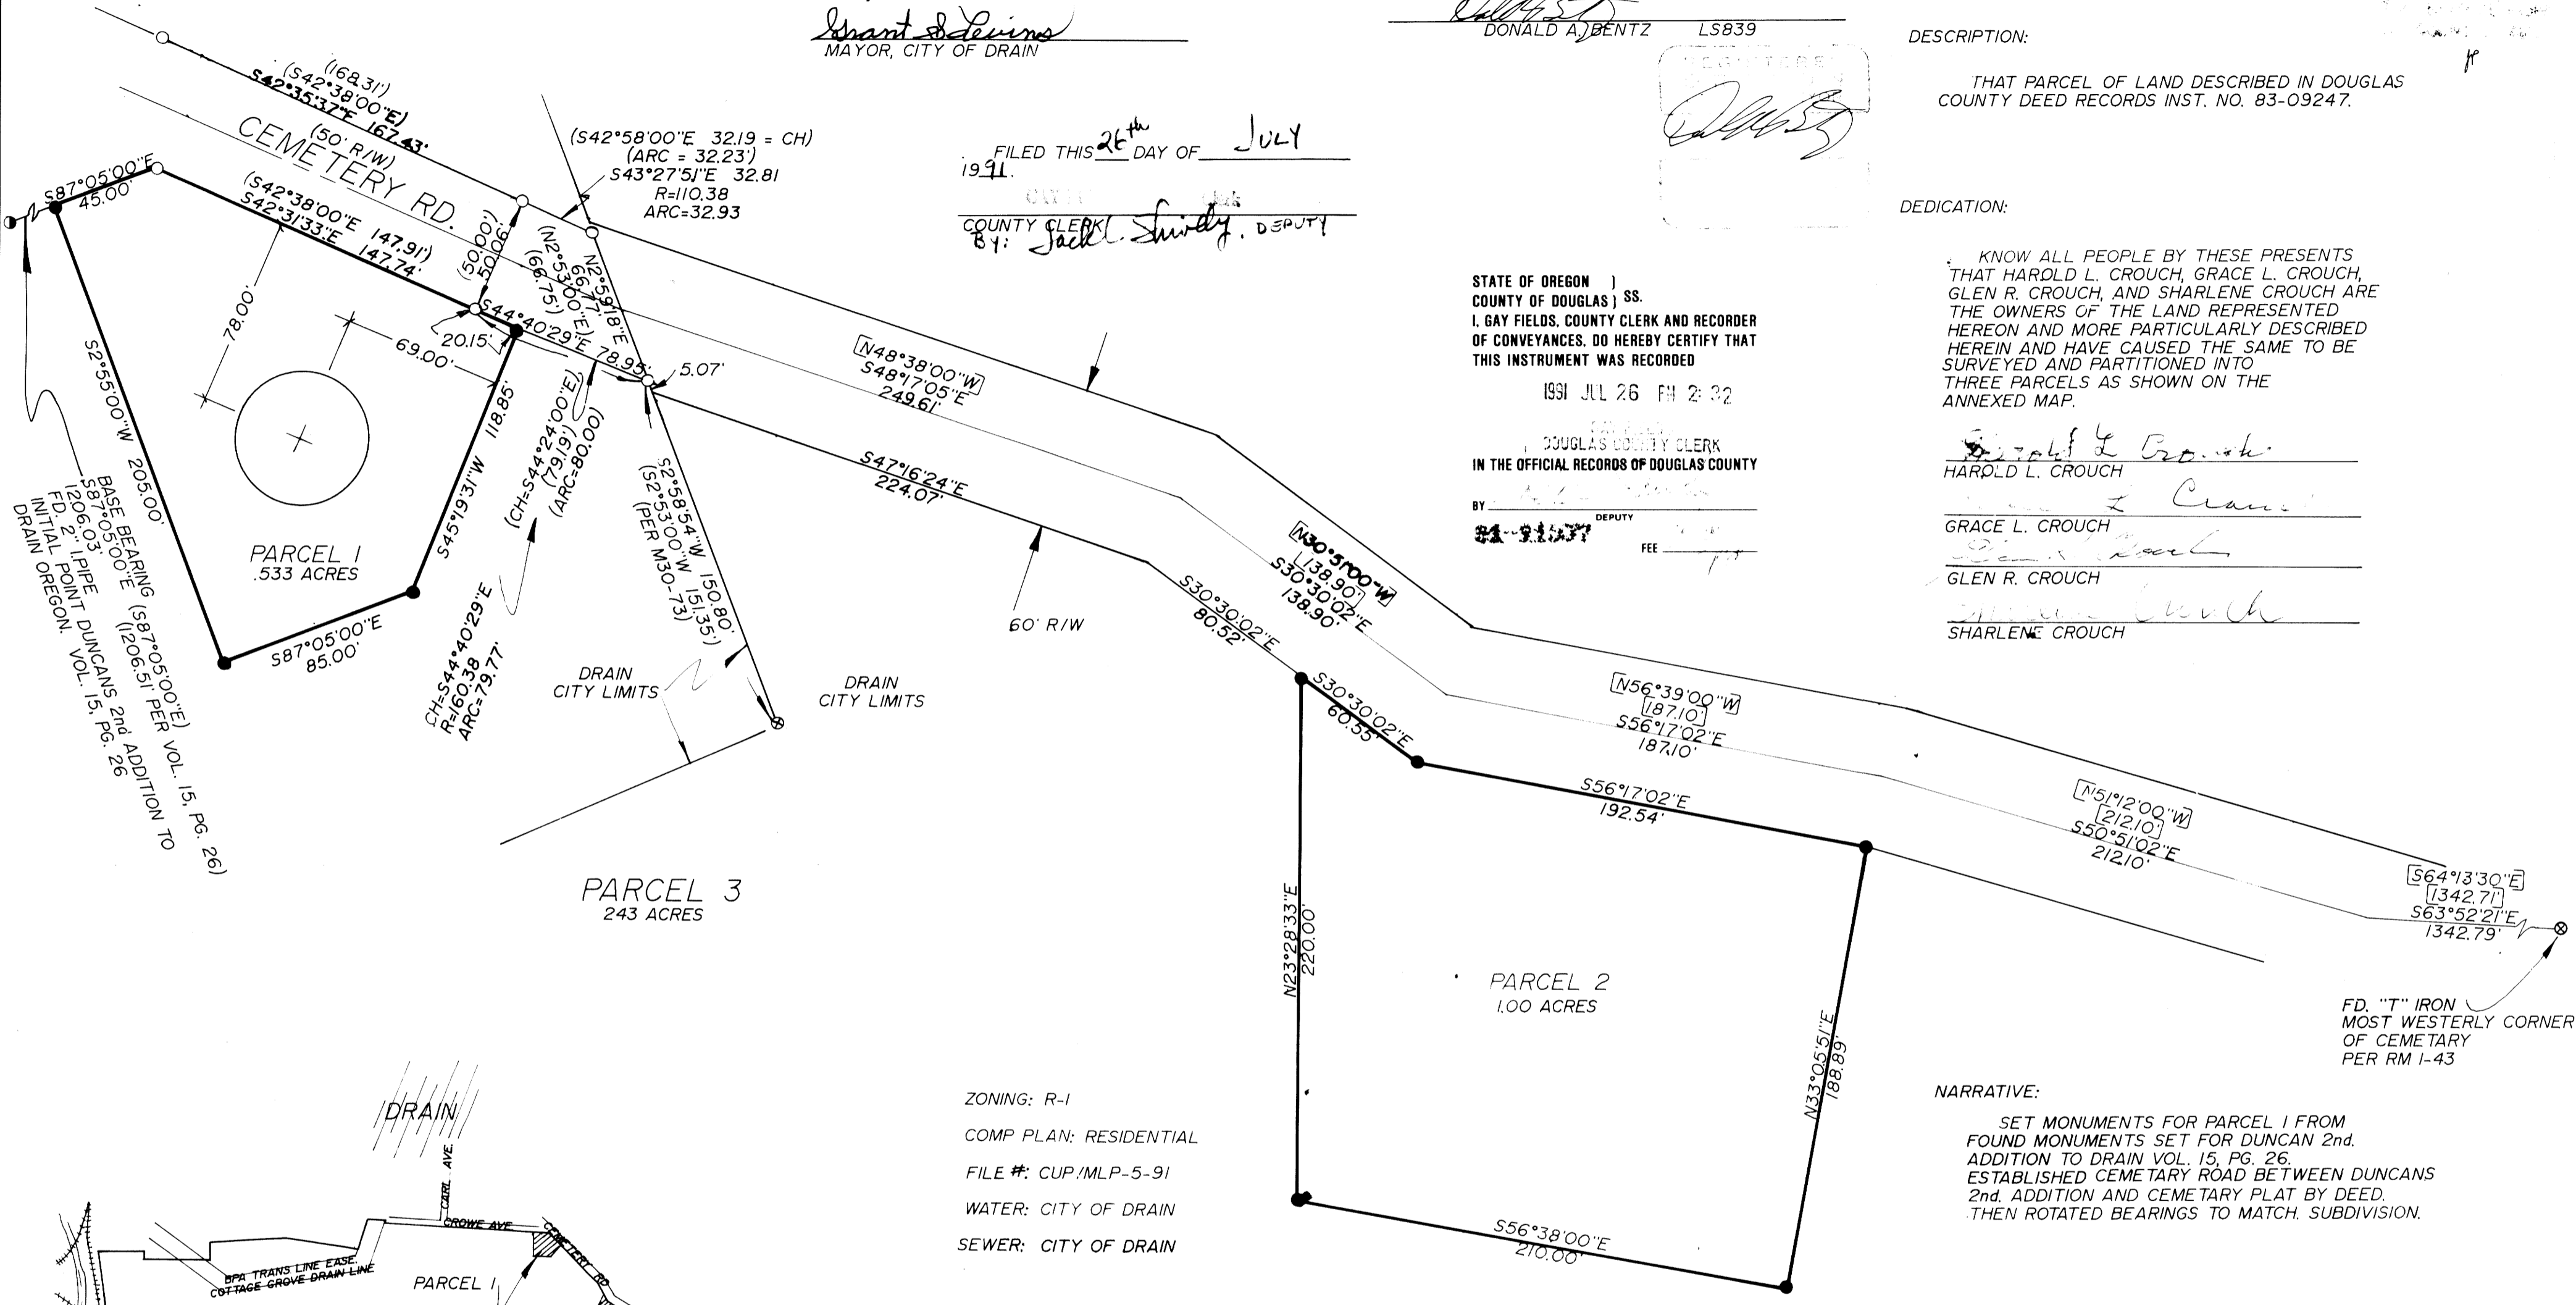 Grant S Levins
MAYOR, CITY OF DRAIN
DONALD A. BENTZ LS839
DESCRIPTION:
THAT PARCEL OF LAND DESCRIBED IN DOUGLAS
COUNTY DEED RECORDS INST. NO. 83-09247.
FILED THIS 26th DAY OF JULY
1991.
COUNTY CLERK
By: Jack L. Shirtly, DEPUTY
STATE OF OREGON )
COUNTY OF DOUGLAS ) SS.
I, GAY FIELDS, COUNTY CLERK AND RECORDER
OF CONVEYANCES, DO HEREBY CERTIFY THAT
THIS INSTRUMENT WAS RECORDED
1991 JUL 26 PM 2:32
DOUGLAS COUNTY CLERK
IN THE OFFICIAL RECORDS OF DOUGLAS COUNTY
BY
DEPUTY
FEE
DEDICATION:
KNOW ALL PEOPLE BY THESE PRESENTS
THAT HAROLD L. CROUCH, GRACE L. CROUCH,
GLEN R. CROUCH, AND SHARLENE CROUCH ARE
THE OWNERS OF THE LAND REPRESENTED
HEREON AND MORE PARTICULARLY DESCRIBED
HEREIN AND HAVE CAUSED THE SAME TO BE
SURVEYED AND PARTITIONED INTO
THREE PARCELS AS SHOWN ON THE
ANNEXED MAP.
HAROLD L. CROUCH
GRACE L. CROUCH
GLEN R. CROUCH
SHARLENE CROUCH
(168.31')
(S42°38'00"E)
S42°35'37"E 167.43'
(50' R/W)
CEMETERY RD.
S87°05'00"E
45.00'
(S42°38'00"E 147.91')
S42°31'33"E 147.74'
(50.00')
50.06'
(S42°58'00"E 32.19 = CH)
(ARC = 32.23')
S43°27'51"E 32.81
R=110.38
ARC=32.93
N2°59'18"E
66.77'
(N2°53'00"E)
(66.75')
78.00'
69.00'
20.15'
S44°40'29"E 78.95'
5.07'
S2°55'00"W 205.00'
S45°19'31"W 118.85'
PARCEL 1
.533 ACRES
S87°05'00"E
85.00'
(CH=S44°24'00"E)
(79.19')
(ARC=80.00)
CH=S44°40'29"E
R=160.38
ARC=79.77'
S2°58'54"W 150.80'
(S2°53'00"W 151.35')
(PER M30-73)
BASE BEARING (S87°05'00"E)
S87°05'00"E (1206.51' PER VOL. 15, PG. 26)
1206.03'
FD. 2" I.PIPE
INITIAL POINT DUNCANS 2nd ADDITION TO
DRAIN OREGON. VOL. 15, PG. 26
DRAIN
CITY LIMITS
DRAIN
CITY LIMITS
N48°38'00"W
S48°17'05"E
249.61'
S47°16'24"E
224.07'
60' R/W
N30°51'00"W
138.90'
S30°30'02"E
138.90'
S30°30'02"E
80.52'
S30°30'02"E
60.55'
N56°39'00"W
187.10'
S56°17'02"E
187.10'
S56°17'02"E
192.54'
N51°12'00"W
212.10'
S50°51'02"E
212.10'
S64°13'30"E
1342.71'
S63°52'21"E
1342.79'
FD. "T" IRON
MOST WESTERLY CORNER
OF CEMETARY
PER RM 1-43
PARCEL 3
243 ACRES
N23°28'33"E
220.00'
PARCEL 2
1.00 ACRES
N33°05'51"E
188.89'
S56°38'00"E
210.00'
ZONING: R-1
COMP PLAN: RESIDENTIAL
FILE #: CUP/MLP-5-91
WATER: CITY OF DRAIN
SEWER: CITY OF DRAIN
NARRATIVE:
SET MONUMENTS FOR PARCEL 1 FROM
FOUND MONUMENTS SET FOR DUNCAN 2nd.
ADDITION TO DRAIN VOL. 15, PG. 26.
ESTABLISHED CEMETARY ROAD BETWEEN DUNCANS
2nd. ADDITION AND CEMETARY PLAT BY DEED.
THEN ROTATED BEARINGS TO MATCH. SUBDIVISION.
DRAIN
CARL AVE.
CROWE AVE
CEMETERY RD
BPA TRANS LINE EASE.
COTTAGE GROVE DRAIN LINE
PARCEL 1